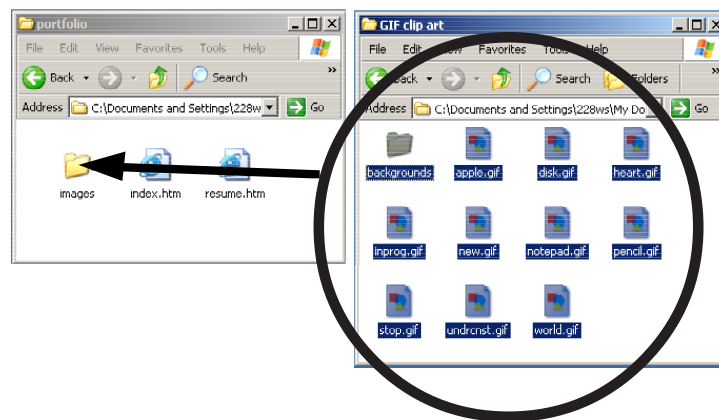 portfolio
File Edit View Favorites Tools Help
Back Search »
Address C:\Documents and Settings\228w Go
images index.htm resume.htm
GIF clip art
File Edit View Favorites Tools Help
Back Search Folders »
Address C:\Documents and Settings\228ws\My Do Go
backgrounds apple.gif disk.gif heart.gif
inprog.gif new.gif notepad.gif pencil.gif
stop.gif undrcnst.gif world.gif